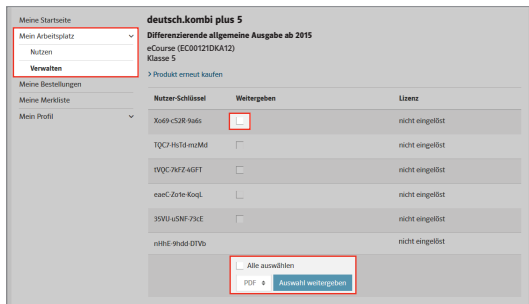 Meine Startseite
Mein Arbeitsplatz
Nutzen
Verwalten
Meine Bestellungen
Meine Merkliste
Mein Profil
deutsch.kombi plus 5
Differenzierende allgemeine Ausgabe ab 2015
eCourse (EC00121DKA12)
Klasse 5
> Produkt erneut kaufen
Nutzer-Schlüssel Weitergeben Lizenz
Xo69-cS2R-9a6s nicht eingelöst
TQC7-HsTd-mzMd nicht eingelöst
tVQC-7kFZ-4GFT nicht eingelöst
eaeC-Zo1e-KoqL nicht eingelöst
35VU-uSNF-73cE nicht eingelöst
nHhE-9hdd-DTVb nicht eingelöst
Alle auswählen
PDF Auswahl weitergeben